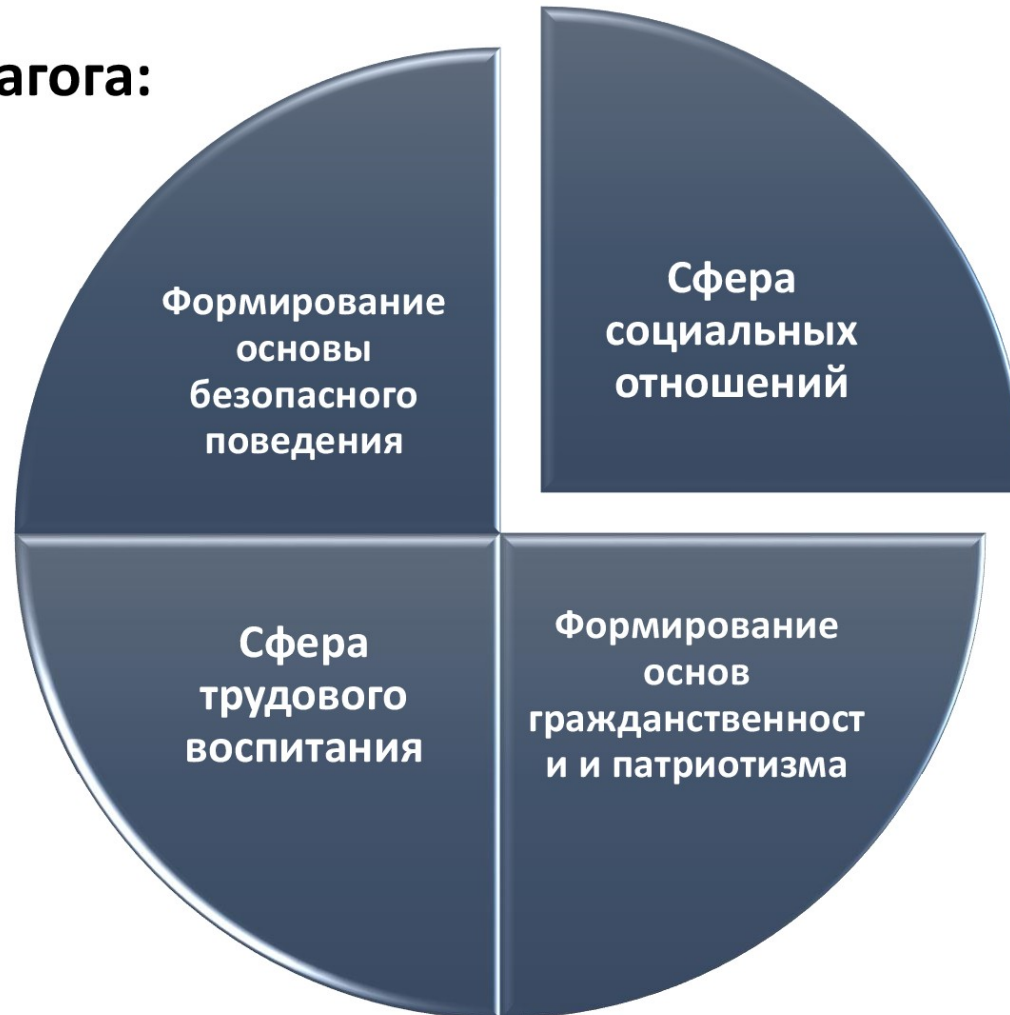 агога:
Формирование
основы
безопасного
поведения
Сфера
социальных
отношений
Сфера
трудового
воспитания
Формирование
основ
гражданственност
и и патриотизма